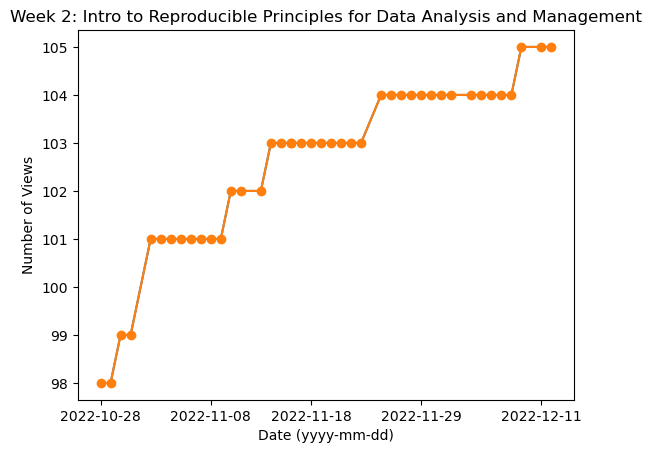 Week 2: Intro to Reproducible Principles for Data Analysis and Management
105
104
103
102
101
100
99
98
Number of Views
2022-10-28 2022-11-08 2022-11-18 2022-11-29 2022-12-11
Date (yyyy-mm-dd)